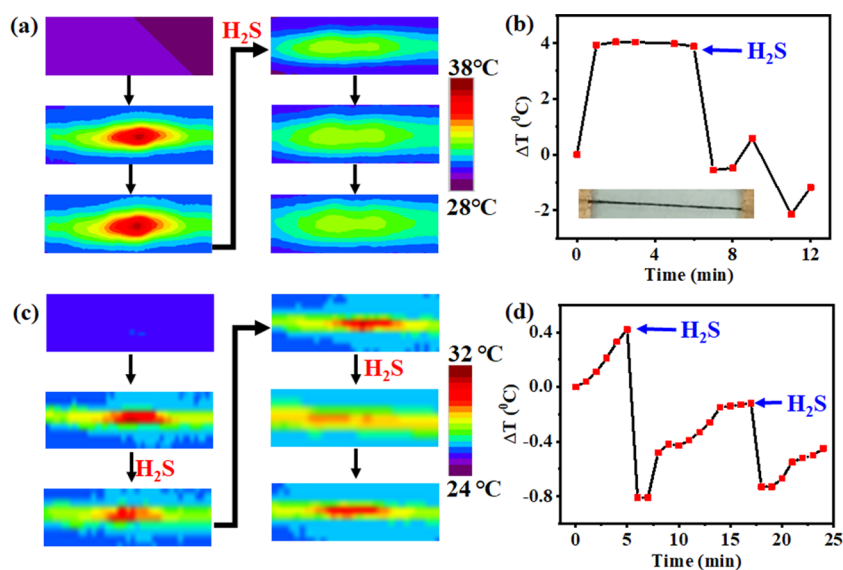 (a)
H₂S
38℃
28℃
(b)
4
2
0
-2
ΔT (⁰C)
H₂S
0
4
8
12
Time (min)
(c)
H₂S
H₂S
32 ℃
24 ℃
(d)
0.4
0.0
-0.4
-0.8
ΔT (⁰C)
H₂S
H₂S
0
5
10
15
20
25
Time (min)